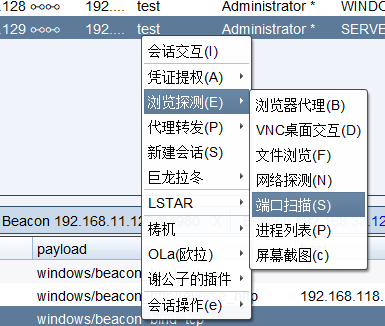 .128 192.... test Administrator * WINDO
.129 192.... test Administrator * SERVE
会话交互(I)
凭证提权(A)
浏览探测(E)
代理转发(P)
新建会话(S)
巨龙拉冬
LSTAR
梼杌
OLa(欧拉)
谢公子的插件
会话操作(e)
浏览器代理(B)
VNC桌面交互(D)
文件浏览(F)
网络探测(N)
端口扫描(S)
进程列表(P)
屏幕截图(c)
Beacon 192.168.11.12
payload
windows/beacon
windows/beacon 192.168.118.
windows/beacon_bind_tcp